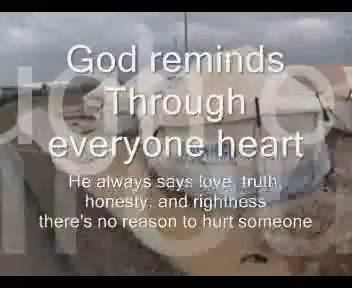 God reminds
Through
everyone heart
He always says love, truth,
honesty, and righiness
there's no reason to hurt someone